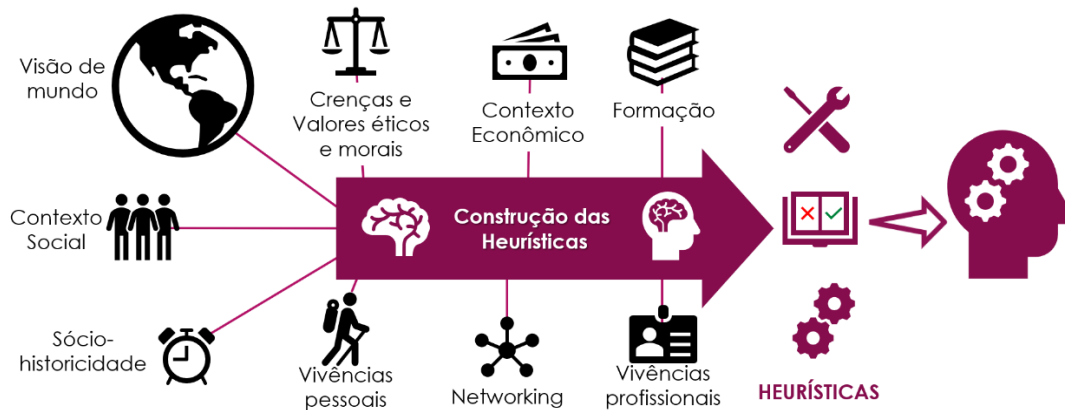 Visão de
mundo
Crenças e
Valores éticos
e morais
Contexto
Econômico
Formação
Contexto
Social
Construção das
Heurísticas
Sócio-
historicidade
Vivências
pessoais
Networking
Vivências
profissionais
HEURÍSTICAS